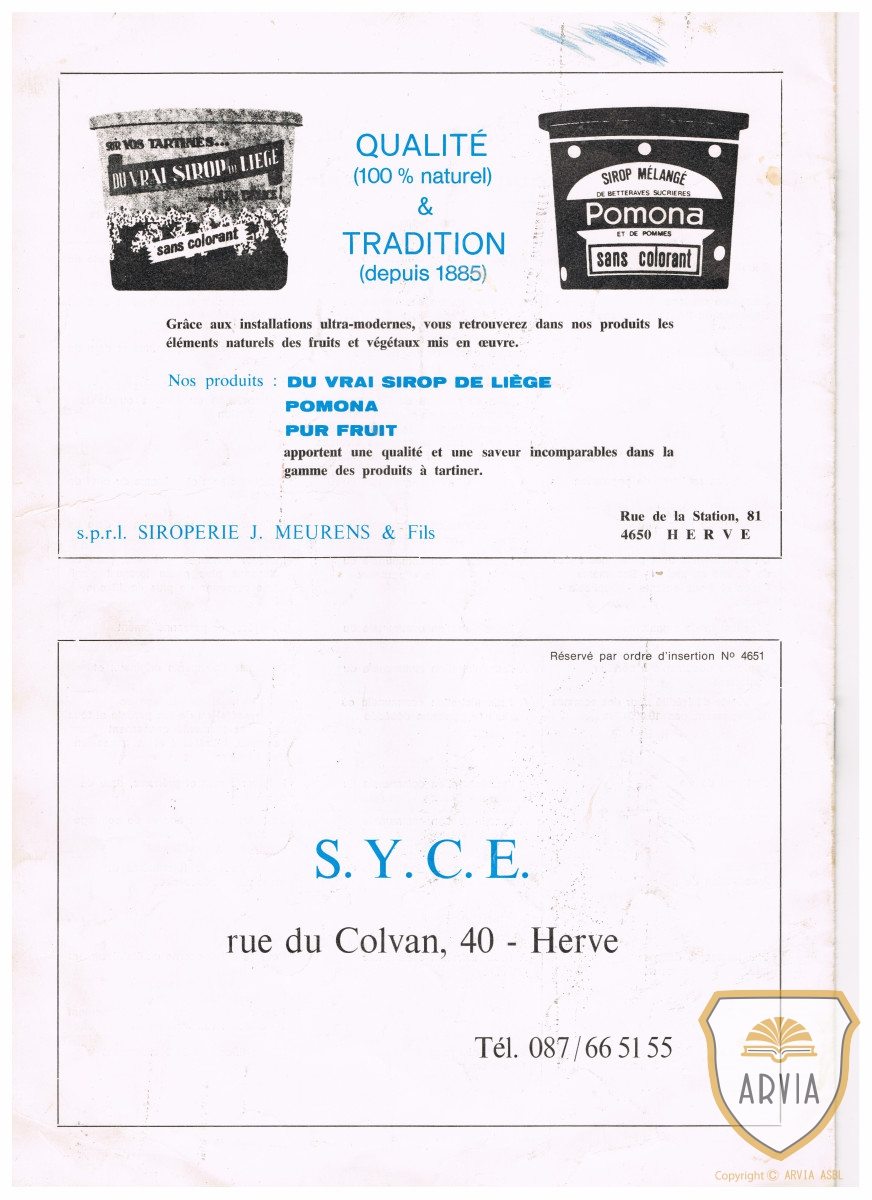 SUR VOS TARTINES...
DU VRAI SIROP DE LIEGE
sans colorant
QUALITÉ
(100 % naturel)
&
TRADITION
(depuis 1885)
SIROP MÉLANGÉ
DE BETTERAVES SUCRIERES
Pomona
ET DE POMMES
sans colorant
Grâce aux installations ultra-modernes, vous retrouverez dans nos produits les
éléments naturels des fruits et végétaux mis en œuvre.
Nos produits : DU VRAI SIROP DE LIÈGE
POMONA
PUR FRUIT
apportent une qualité et une saveur incomparables dans la
gamme des produits à tartiner.
s.p.r.l. SIROPERIE J. MEURENS & Fils
Rue de la Station, 81
4650 HERVE
Réservé par ordre d'insertion Nº 4651
S. Y. C. E.
rue du Colvan, 40 - Herve
Tél. 087/66 51 55
ARVIA
Copyright © ARVIA ASBL